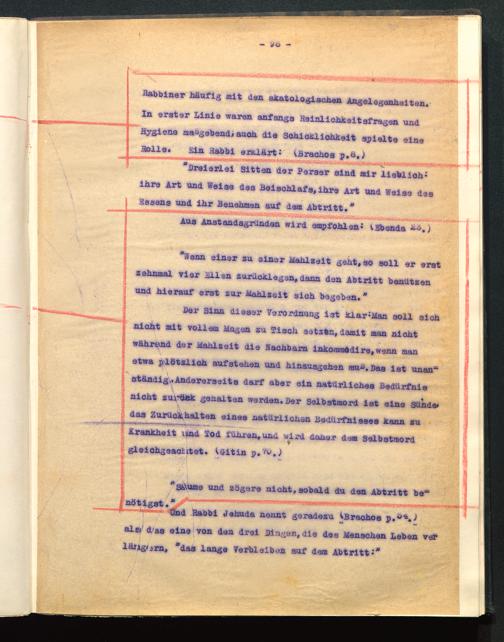 - 98 -
Rabbiner häufig mit den skatologischen Angelegenheiten.
In erster Linie waren anfangs Reinlichkeitsfragen und
Hygiene maßgebend, auch die Schicklichkeit spielte eine
Rolle. Ein Rabbi erklärt: (Brachos p.8.)
"Dreierlei Sitten der Perser sind mir lieblich:
ihre Art und Weise des Beischlafs, ihre Art und Weise des
Essens und ihr Benehmen auf dem Abtritt."
Aus Anstandsgründen wird empfohlen: (Ebenda 23.)
"Wenn einer zu einer Mahlzeit geht, so soll er erst
zehnmal vier Ellen zurücklegen, dann den Abtritt benützen
und hierauf erst zur Mahlzeit sich begeben."
Der Sinn dieser Verordnung ist klar: Man soll sich
nicht mit vollem Magen zu Tisch setzen, damit man nicht
während der Mahlzeit die Nachbarn inkommodire, wenn man
etwa plötzlich aufstehen und hinausgehen muß. Das ist unan-
ständig. Andererseits darf aber ein natürliches Bedürfnis
nicht zurück gehalten werden. Der Selbstmord ist eine Sünde,
das Zurückhalten eines natürlichen Bedürfnisses kann zu
Krankheit und Tod führen, und wird daher dem Selbstmord
gleichgeachtet. (Gitin p.70.)
"Säume und zögere nicht, sobald du den Abtritt be-
nötigst."
Und Rabbi Jehuda nennt geradezu (Brachos p.54.)
als das eine von den drei Dingen, die des Menschen Leben ver
längern, "das lange Verbleiben auf dem Abtritt:"